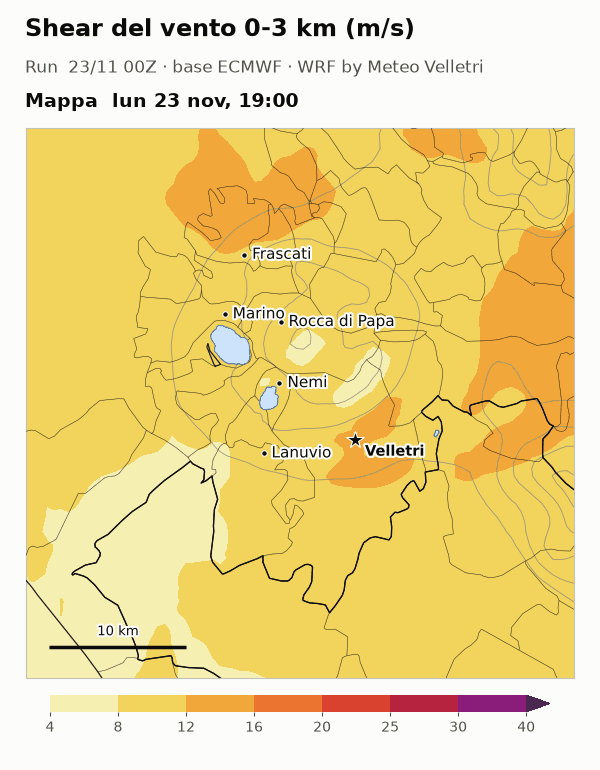 Shear del vento 0-3 km (m/s)
Run  23/11 00Z · base ECMWF · WRF by Meteo Velletri
Mappa  lun 23 nov, 19:00
Frascati
Marino
Rocca di Papa
Nemi
Velletri
Lanuvio
10 km
4 8 12 16 20 25 30 40